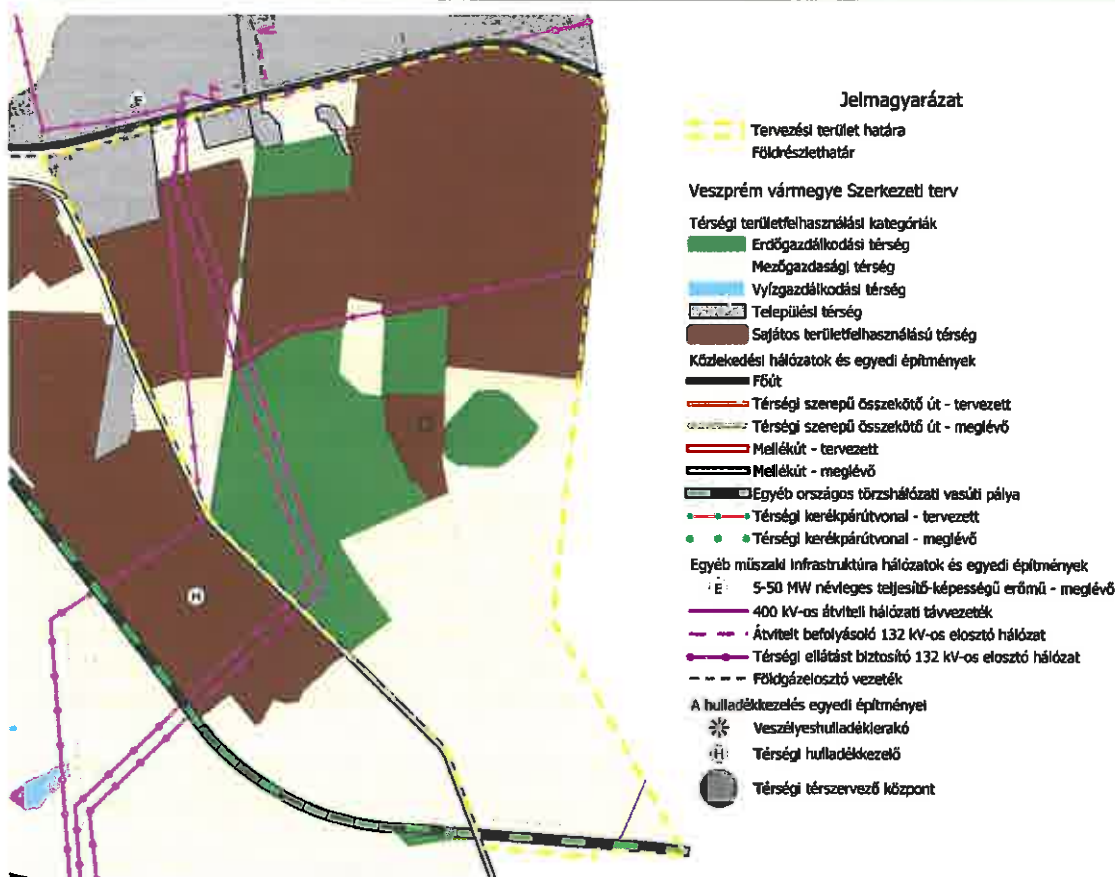 E
H
Jelmagyarázat
Tervezési terület határa
Földrészlethatár
Veszprém vármegye Szerkezeti terv
Térségi területfelhasználási kategóriák
Erdőgazdálkodási térség
Mezőgazdasági térség
Vyízgazdálkodási térség
Települési térség
Sajátos területfelhasználású térség
Közlekedési hálózatok és egyedi építmények
Főút
Térségi szerepű összekötő út - tervezett
Térségi szerepű összekötő út - meglévő
Mellékút - tervezett
Mellékút - meglévő
Egyéb országos törzshálózati vasúti pálya
Térségi kerékpárútvonal - tervezett
Térségi kerékpárútvonal - meglévő
Egyéb műszaki infrastruktúra hálózatok és egyedi építmények
E 5-50 MW névleges teljesítő-képességű erőmű - meglévő
400 kV-os átviteli hálózati távvezeték
Átvitelt befolyásoló 132 kV-os elosztó hálózat
Térségi ellátást biztosító 132 kV-os elosztó hálózat
Földgázelosztó vezeték
A hulladékkezelés egyedi építményei
Veszélyeshulladéklerakó
H Térségi hulladékkezelő
Térségi térszervező központ